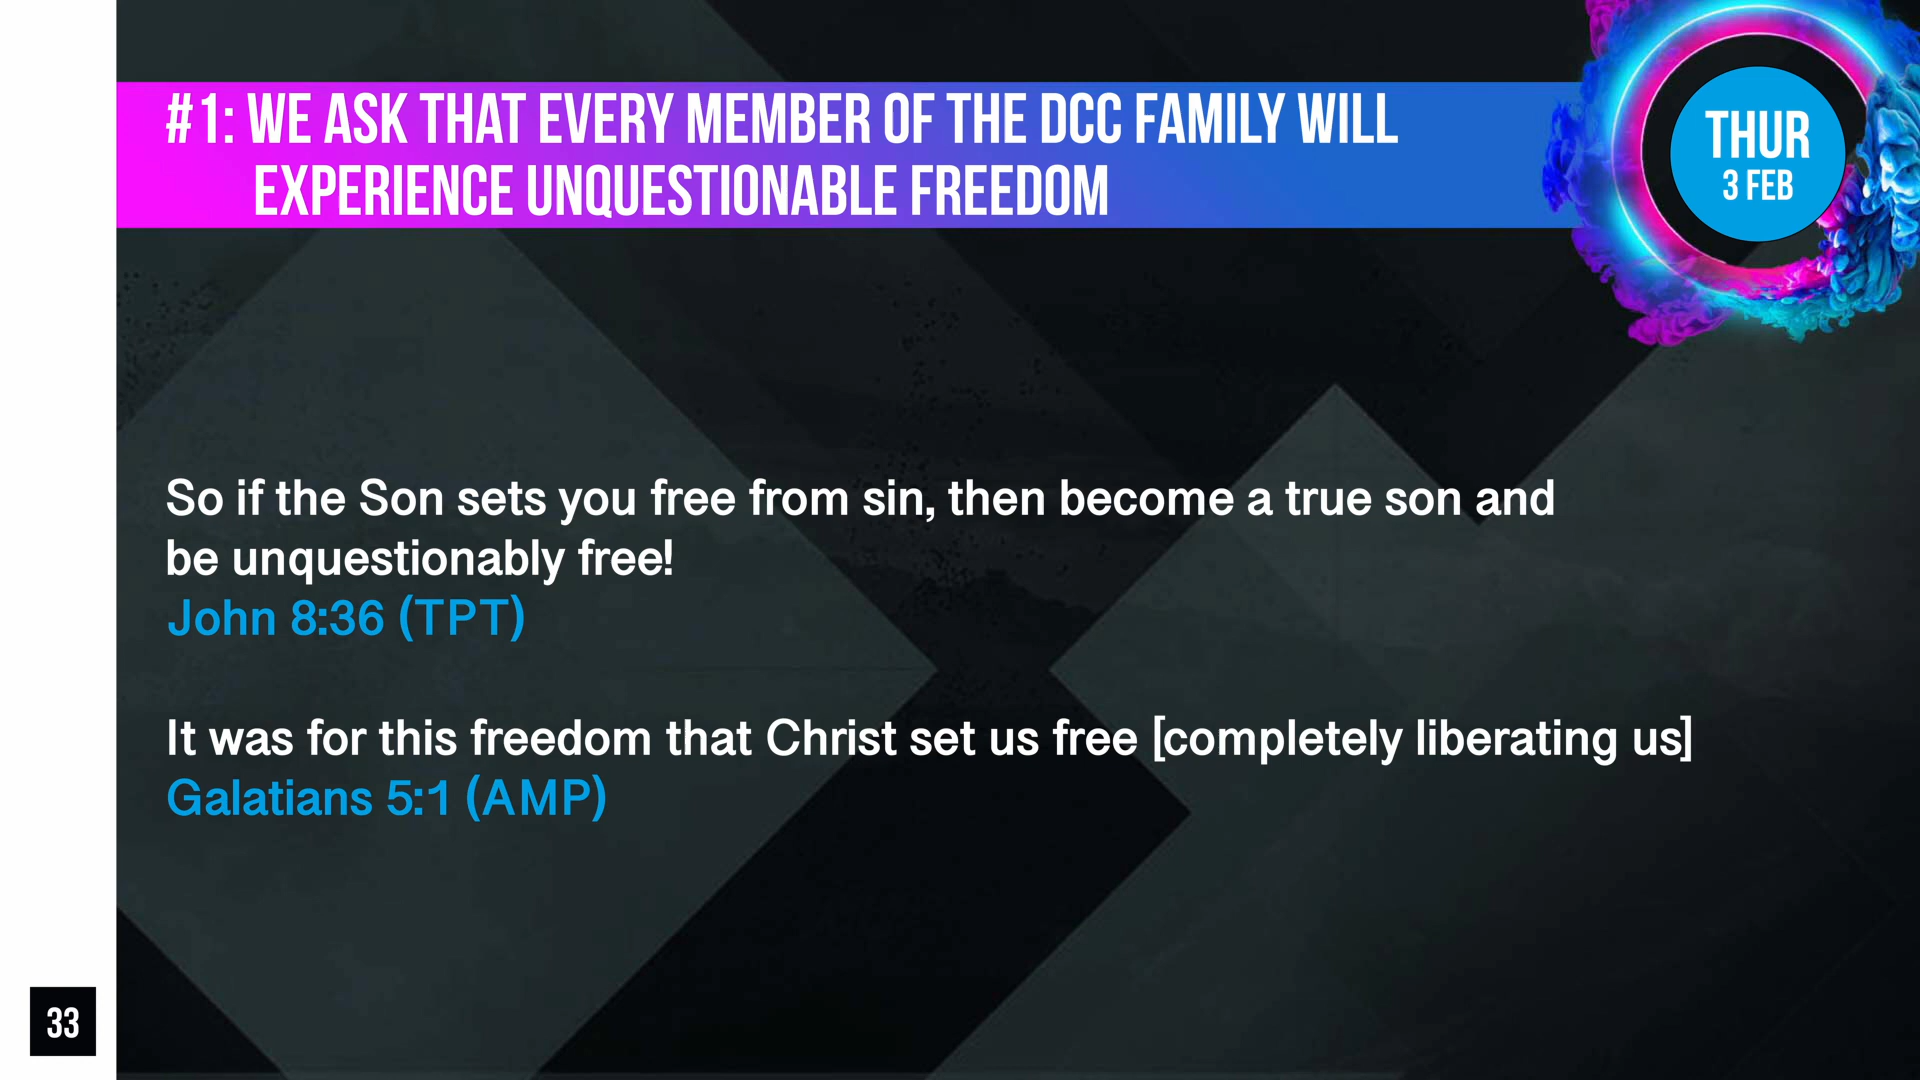 #1: WE ASK THAT EVERY MEMBER OF THE DCC FAMILY WILL
EXPERIENCE UNQUESTIONABLE FREEDOM
THUR
3 FEB
So if the Son sets you free from sin, then become a true son and
be unquestionably free!
John 8:36 (TPT)
It was for this freedom that Christ set us free [completely liberating us]
Galatians 5:1 (AMP)
33